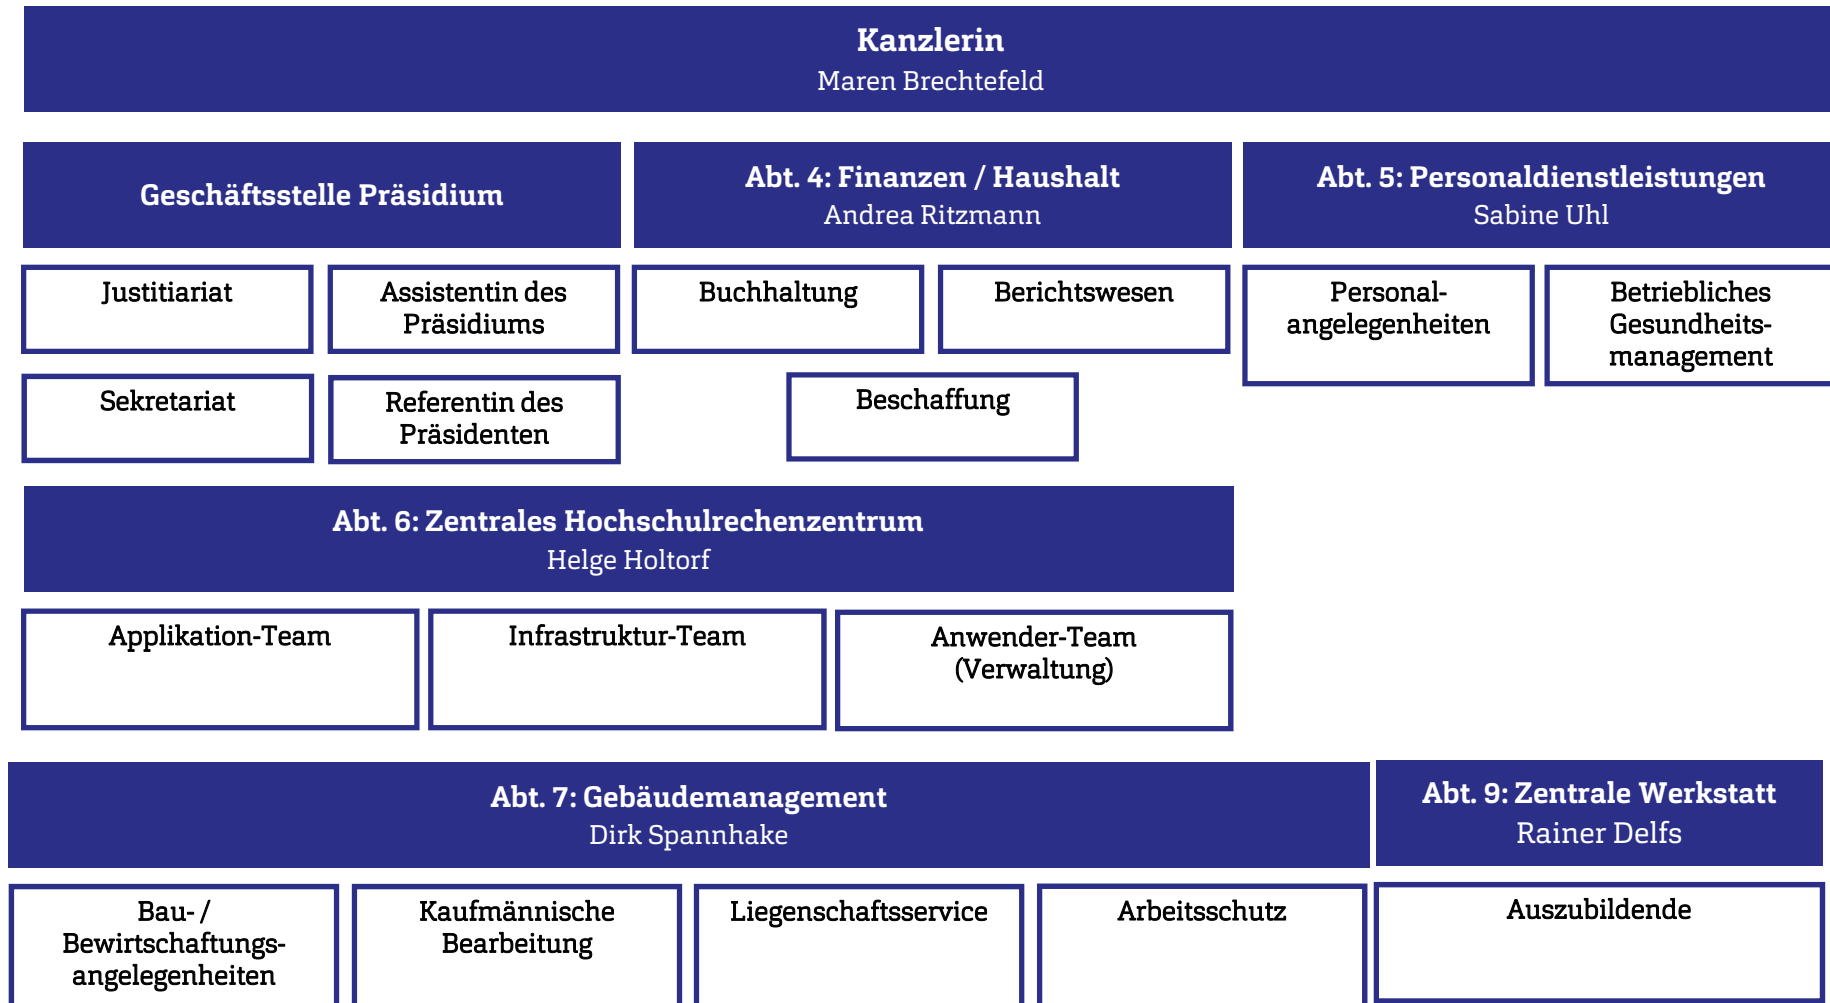 Kanzlerin
Maren Brechtefeld
Geschäftsstelle Präsidium
Abt. 4: Finanzen / Haushalt
Andrea Ritzmann
Abt. 5: Personaldienstleistungen
Sabine Uhl
Justitiariat
Assistentin des
Präsidiums
Buchhaltung
Berichtswesen
Personal-
angelegenheiten
Betriebliches
Gesundheits-
management
Sekretariat
Referentin des
Präsidenten
Beschaffung
Abt. 6: Zentrales Hochschulrechenzentrum
Helge Holtorf
Applikation-Team
Infrastruktur-Team
Anwender-Team
(Verwaltung)
Abt. 7: Gebäudemanagement
Dirk Spannhake
Abt. 9: Zentrale Werkstatt
Rainer Delfs
Bau- /
Bewirtschaftungs-
angelegenheiten
Kaufmännische
Bearbeitung
Liegenschaftsservice
Arbeitsschutz
Auszubildende